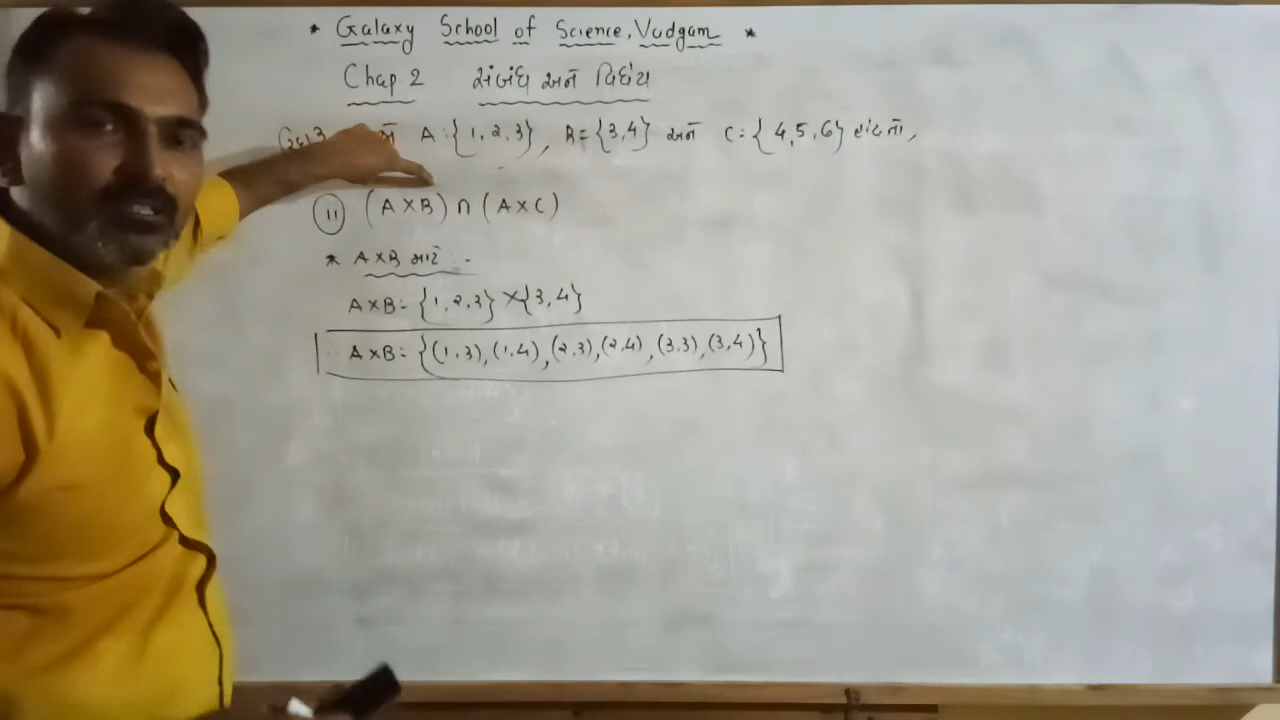 * Galaxy School of Science, Vadgam *
Chap 2 સંબંધ અને વિધેય
A = {1, 2, 3}, B = {3, 4} અને C = {4, 5, 6} હોય તો,
(ii) (A × B) ∩ (A × C)
* A×B માટે :-
A×B = {1, 2, 3} × {3, 4}
∴ A×B = {(1, 3), (1, 4), (2, 3), (2, 4), (3, 3), (3, 4)}